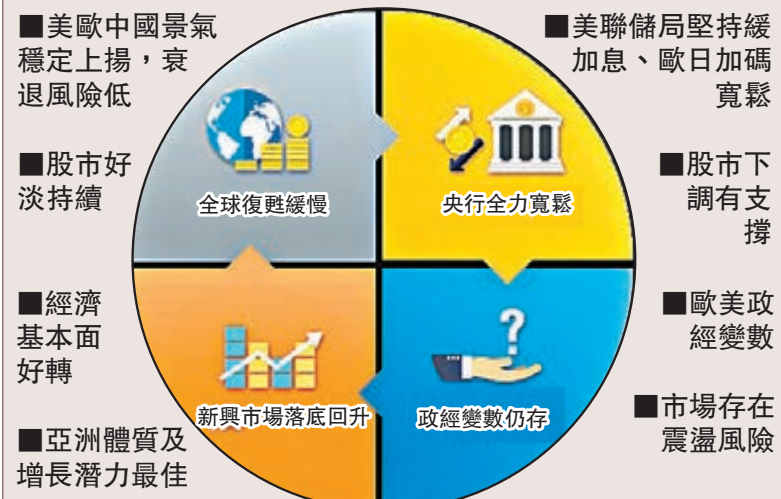 ■美歐中國景氣
穩定上揚，衰
退風險低
■股市好
淡持續
全球復甦緩慢
■美聯儲局堅持緩
加息、歐日加碼
寬鬆
■股市下
調有支
撐
央行全力寬鬆
■經濟
基本面
好轉
■亞洲體質及
增長潛力最佳
新興市場落底回升
■歐美政
經變數
■市場存在
震盪風險
?
政經變數仍存